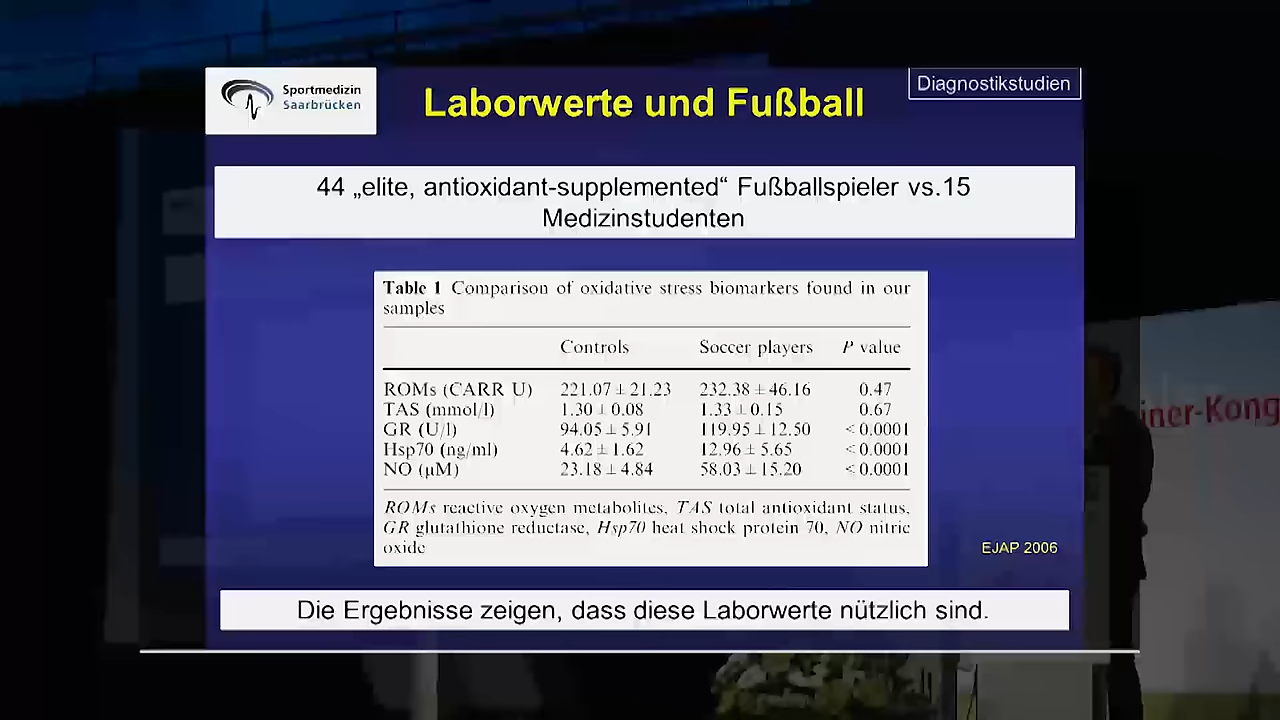 Sportmedizin
Saarbrücken
Laborwerte und Fußball
Diagnostikstudien
44 „elite, antioxidant-supplemented“ Fußballspieler vs.15
Medizinstudenten
Table 1 Comparison of oxidative stress biomarkers found in our
samples
Controls Soccer players P value
ROMs (CARR U) 221.07 ± 21.23 232.38 ± 46.16 0.47
TAS (mmol/l) 1.30 ± 0.08 1.33 ± 0.15 0.67
GR (U/l) 94.05 ± 5.91 119.95 ± 12.50 <0.0001
Hsp70 (ng/ml) 4.62 ± 1.62 12.96 ± 5.65 <0.0001
NO (μM) 23.18 ± 4.84 58.03 ± 15.20 <0.0001
ROMs reactive oxygen metabolites, TAS total antioxidant status,
GR glutathione reductase, Hsp70 heat shock protein 70, NO nitric
oxide
EJAP 2006
Die Ergebnisse zeigen, dass diese Laborwerte nützlich sind.
iner-Kong